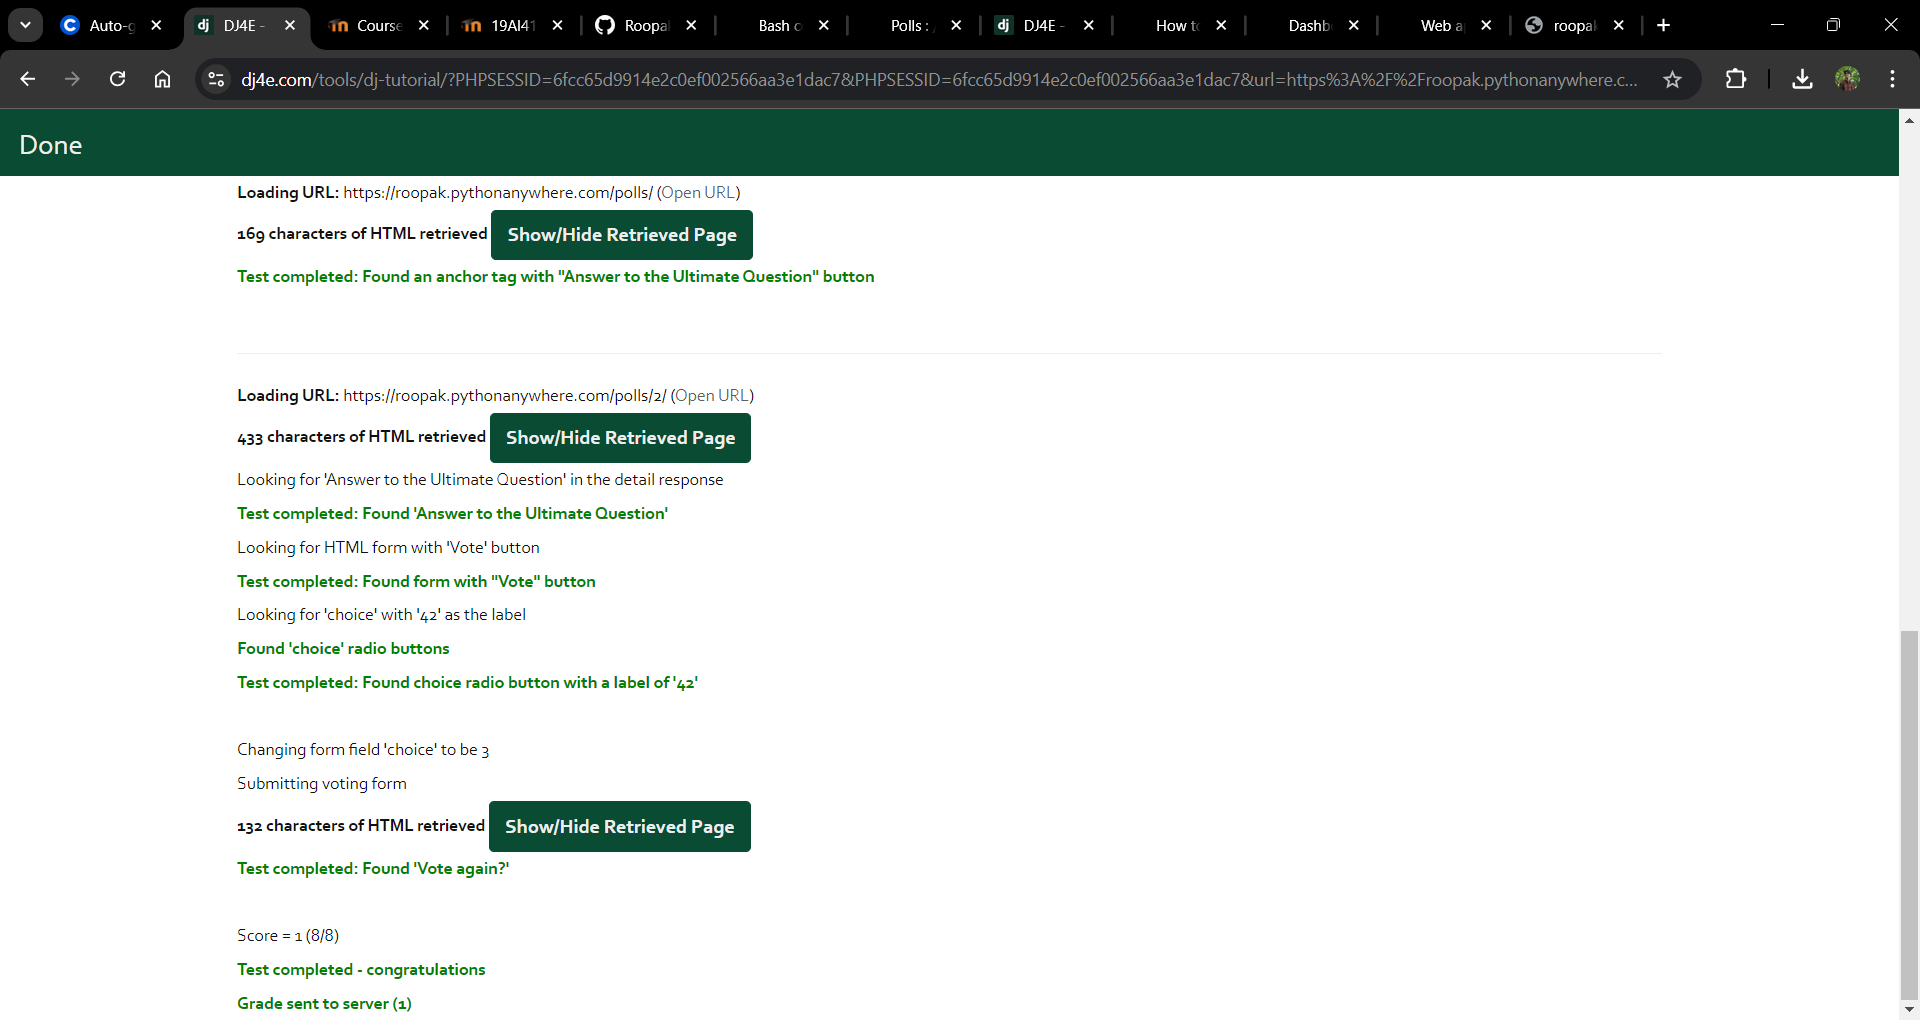 Auto-g
DJ4E -
Course
19AI41
Roopa
Bash c
Polls :
DJ4E -
How to
Dashb
Web a
roopa
dj4e.com/tools/dj-tutorial/?PHPSESSID=6fcc65d9914e2c0ef002566aa3e1dac7&PHPSESSID=6fcc65d9914e2c0ef002566aa3e1dac7&url=https%3A%2F%2Froopak.pythonanywhere.c...
Done
Loading URL: https://roopak.pythonanywhere.com/polls/ (Open URL)
169 characters of HTML retrieved Show/Hide Retrieved Page
Test completed: Found an anchor tag with "Answer to the Ultimate Question" button
Loading URL: https://roopak.pythonanywhere.com/polls/2/ (Open URL)
433 characters of HTML retrieved Show/Hide Retrieved Page
Looking for 'Answer to the Ultimate Question' in the detail response
Test completed: Found 'Answer to the Ultimate Question'
Looking for HTML form with 'Vote' button
Test completed: Found form with "Vote" button
Looking for 'choice' with '42' as the label
Found 'choice' radio buttons
Test completed: Found choice radio button with a label of '42'
Changing form field 'choice' to be 3
Submitting voting form
132 characters of HTML retrieved Show/Hide Retrieved Page
Test completed: Found 'Vote again?'
Score = 1 (8/8)
Test completed - congratulations
Grade sent to server (1)